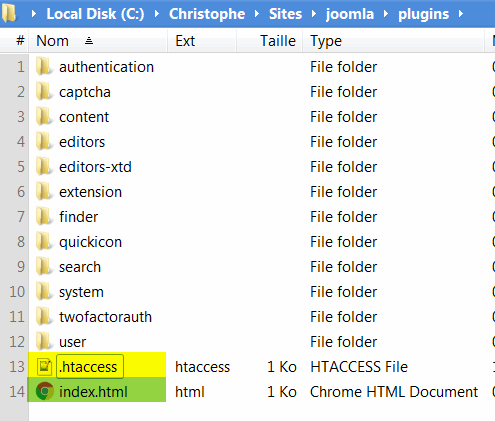 Local Disk (C:) Christophe Sites joomla plugins
# Nom Ext Taille Type
1 authentication File folder
2 captcha File folder
3 content File folder
4 editors File folder
5 editors-xtd File folder
6 extension File folder
7 finder File folder
8 quickicon File folder
9 search File folder
10 system File folder
11 twofactorauth File folder
12 user File folder
13 .htaccess htaccess 1 Ko HTACCESS File
14 index.html html 1 Ko Chrome HTML Document